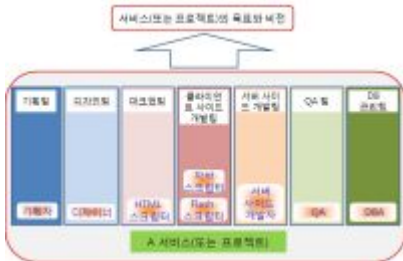 서비스(또는 프로젝트)의 목표와 비전
기획팀
디자인팀
마크업팀
클라이언
트 사이드
개발팀
서버 사이
드 개발팀
QA 팀
DB
관리팀
기획자
디자이너
HTML
스크립터
자바
스크립터
Flash
스크립터
서버
사이드
개발자
QA
DBA
A 서비스(또는 프로젝트)